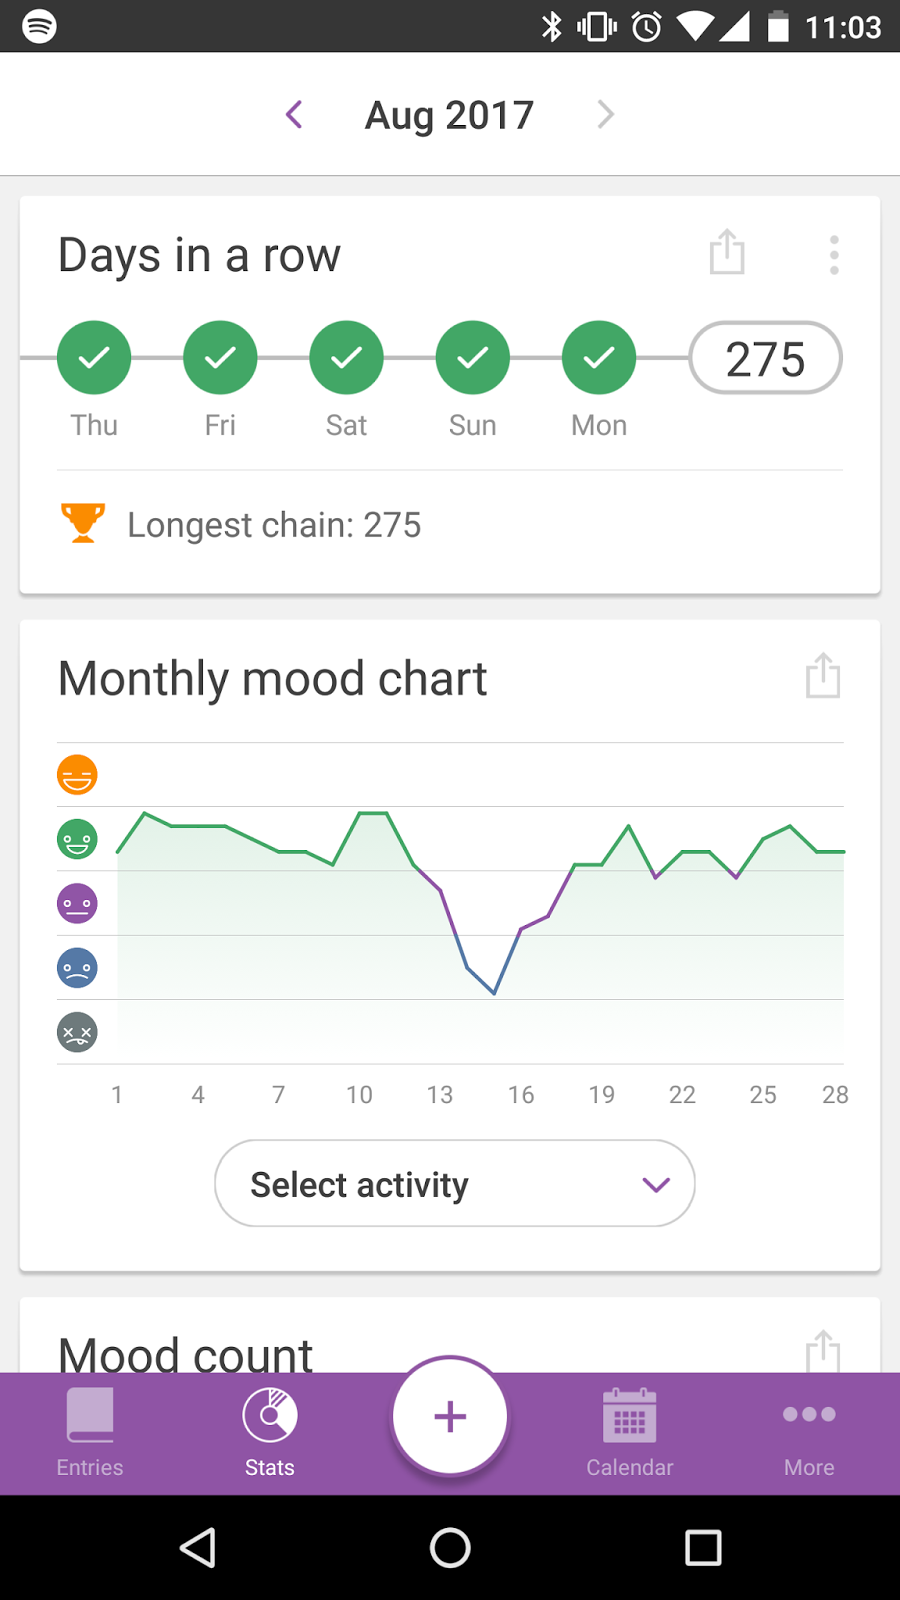 11:03
Aug 2017
Days in a row
275
Thu Fri Sat Sun Mon
Longest chain: 275
Monthly mood chart
1 4 7 10 13 16 19 22 25 28
Select activity
Mood count
+
Entries Stats Calendar More